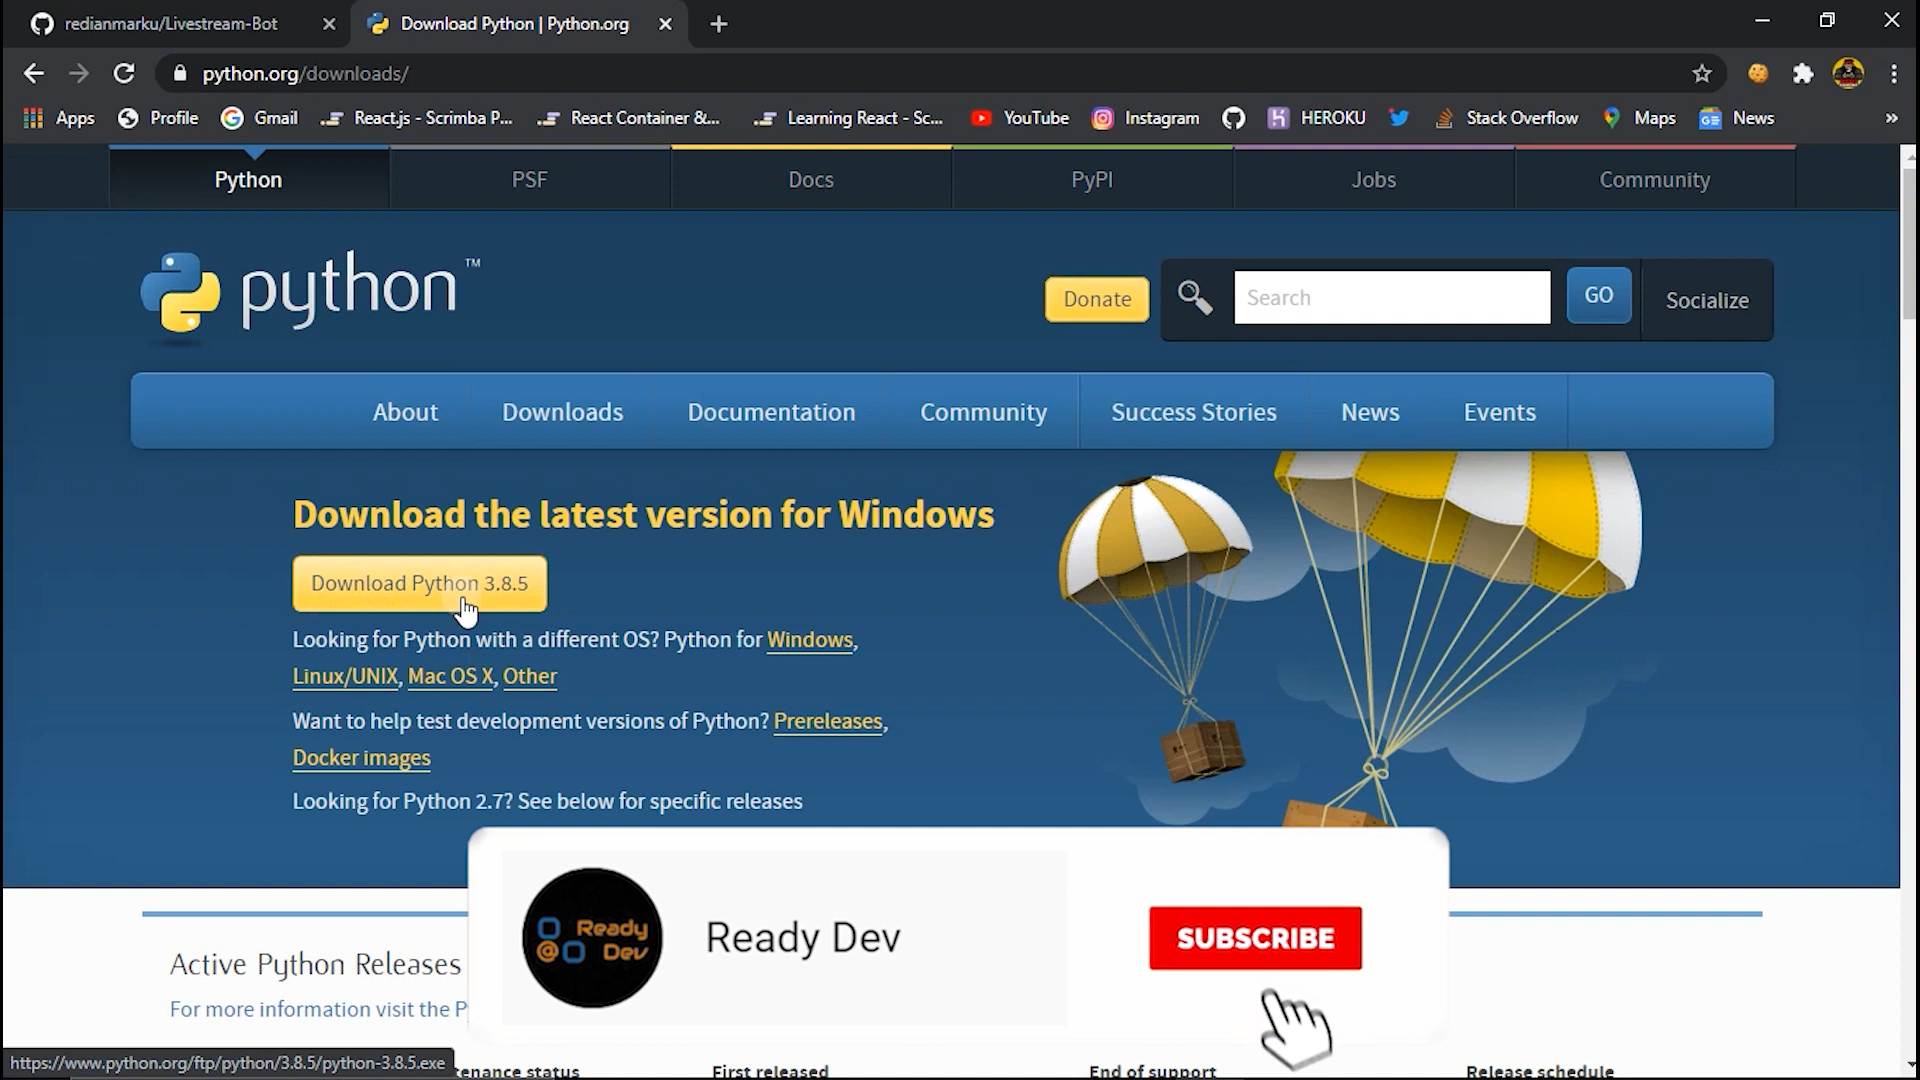 redianmarku/Livestream-Bot
Download Python | Python.org
python.org/downloads/
Apps Profile Gmail React.js - Scrimba P... React Container &... Learning React - Sc... YouTube Instagram HEROKU Stack Overflow Maps News »
Python PSF Docs PyPI Jobs Community
python™
Donate
Search
GO
Socialize
About Downloads Documentation Community Success Stories News Events
Download the latest version for Windows
Download Python 3.8.5
Looking for Python with a different OS? Python for Windows,
Linux/UNIX, Mac OS X, Other
Want to help test development versions of Python? Prereleases,
Docker images
Looking for Python 2.7? See below for specific releases
Ready
@ Dev
Ready Dev
SUBSCRIBE
Active Python Releases
For more information visit the P
https://www.python.org/ftp/python/3.8.5/python-3.8.5.exe
tenance status First released End of support Release schedule